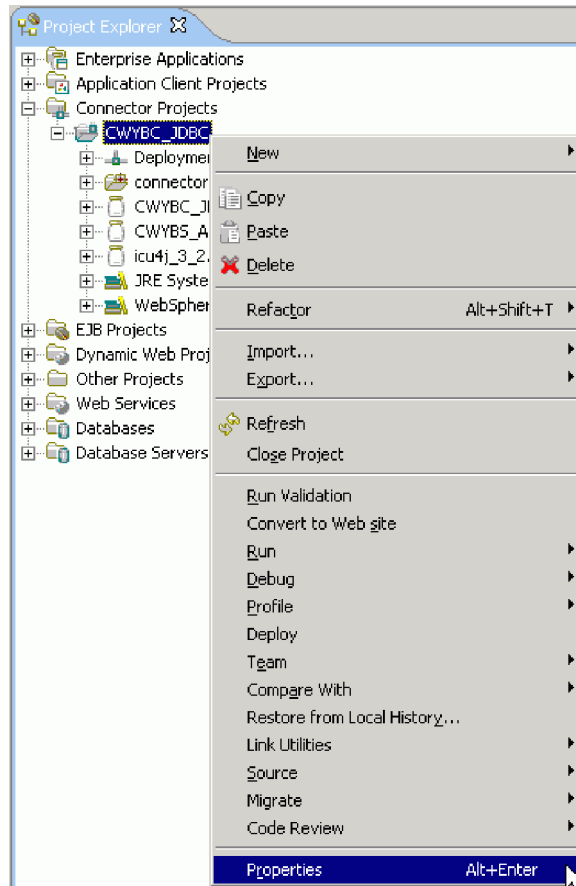 Project Explorer
Enterprise Applications
Application Client Projects
Connector Projects
CWYBC_JDBC
Deployme
connector
CWYBC_J
CWYBS_A
icu4j_3_2.
JRE Syste
WebSpher
EJB Projects
Dynamic Web Proj
Other Projects
Web Services
Databases
Database Servers
New
Copy
Paste
Delete
Refactor Alt+Shift+T
Import...
Export...
Refresh
Close Project
Run Validation
Convert to Web site
Run
Debug
Profile
Deploy
Team
Compare With
Restore from Local History...
Link Utilities
Source
Migrate
Code Review
Properties Alt+Enter